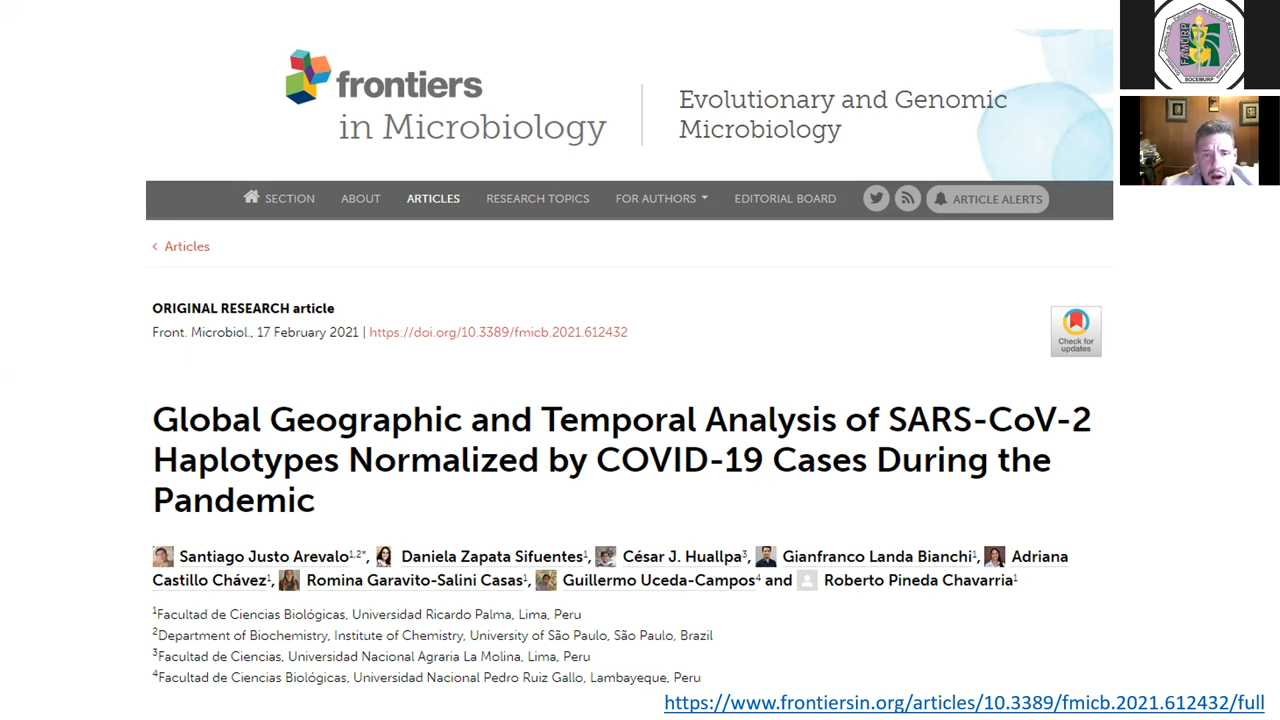 frontiers
in Microbiology
Evolutionary and Genomic
Microbiology
SECTION ABOUT ARTICLES RESEARCH TOPICS FOR AUTHORS EDITORIAL BOARD ARTICLE ALERTS
‹ Articles
ORIGINAL RESEARCH article
Front. Microbiol., 17 February 2021 | https://doi.org/10.3389/fmicb.2021.612432
Check for
updates
Global Geographic and Temporal Analysis of SARS-CoV-2
Haplotypes Normalized by COVID-19 Cases During the
Pandemic
Santiago Justo Arevalo1,2*, Daniela Zapata Sifuentes1, César J. Huallpa3, Gianfranco Landa Bianchi1, Adriana
Castillo Chávez1, Romina Garavito-Salini Casas1, Guillermo Uceda-Campos4 and Roberto Pineda Chavarria1
1Facultad de Ciencias Biológicas, Universidad Ricardo Palma, Lima, Peru
2Department of Biochemistry, Institute of Chemistry, University of São Paulo, São Paulo, Brazil
3Facultad de Ciencias, Universidad Nacional Agraria La Molina, Lima, Peru
4Facultad de Ciencias Biológicas, Universidad Nacional Pedro Ruiz Gallo, Lambayeque, Peru
https://www.frontiersin.org/articles/10.3389/fmicb.2021.612432/full
FAMURP
SOCEMURP